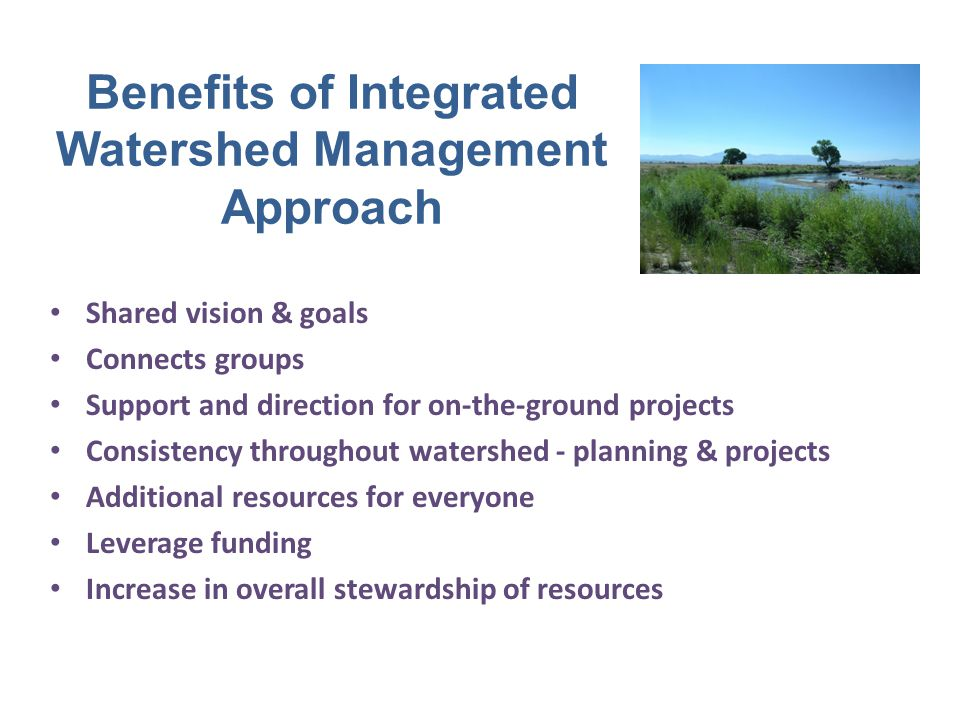 Benefits of Integrated
Watershed Management
Approach
• Shared vision & goals
• Connects groups
• Support and direction for on-the-ground projects
• Consistency throughout watershed - planning & projects
• Additional resources for everyone
• Leverage funding
• Increase in overall stewardship of resources